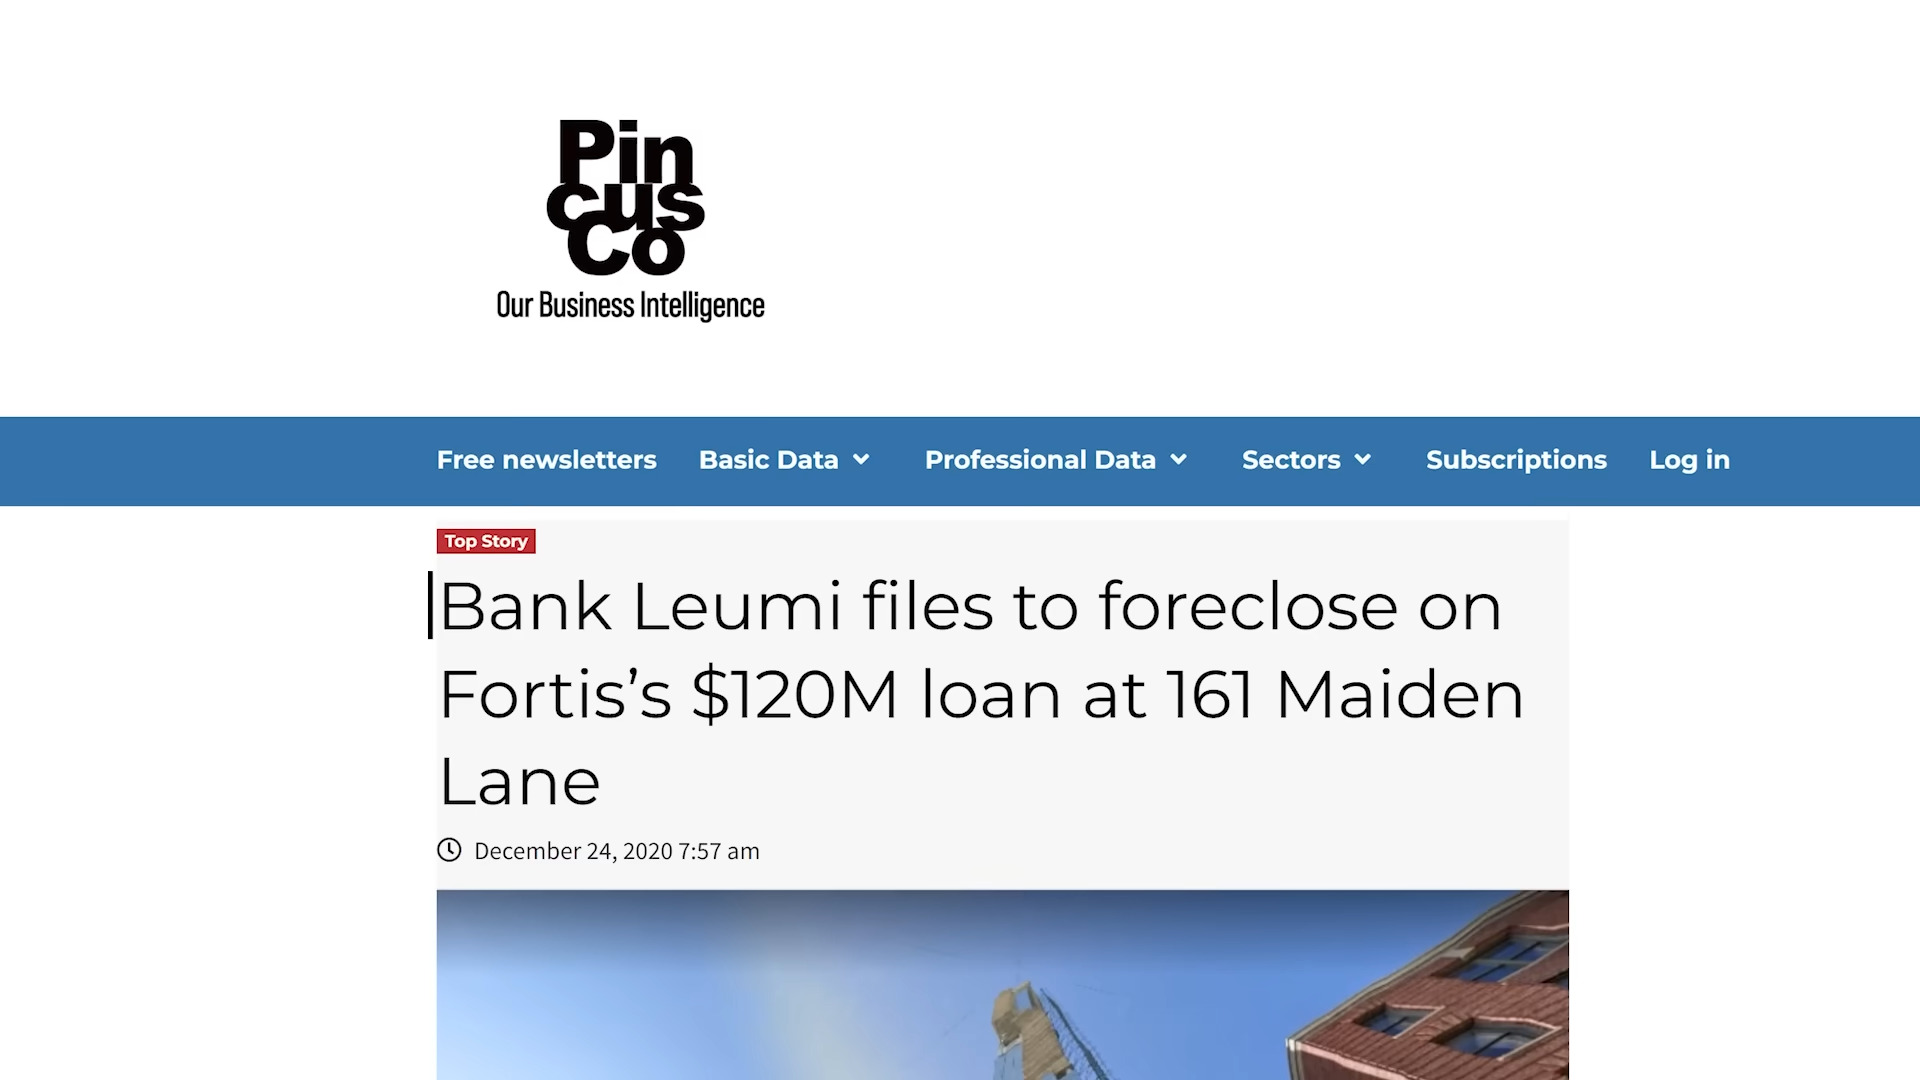 Pin
cus
Co
Our Business Intelligence
Free newsletters Basic Data Professional Data Sectors Subscriptions Log in
Top Story
Bank Leumi files to foreclose on
Fortis’s $120M loan at 161 Maiden
Lane
December 24, 2020 7:57 am